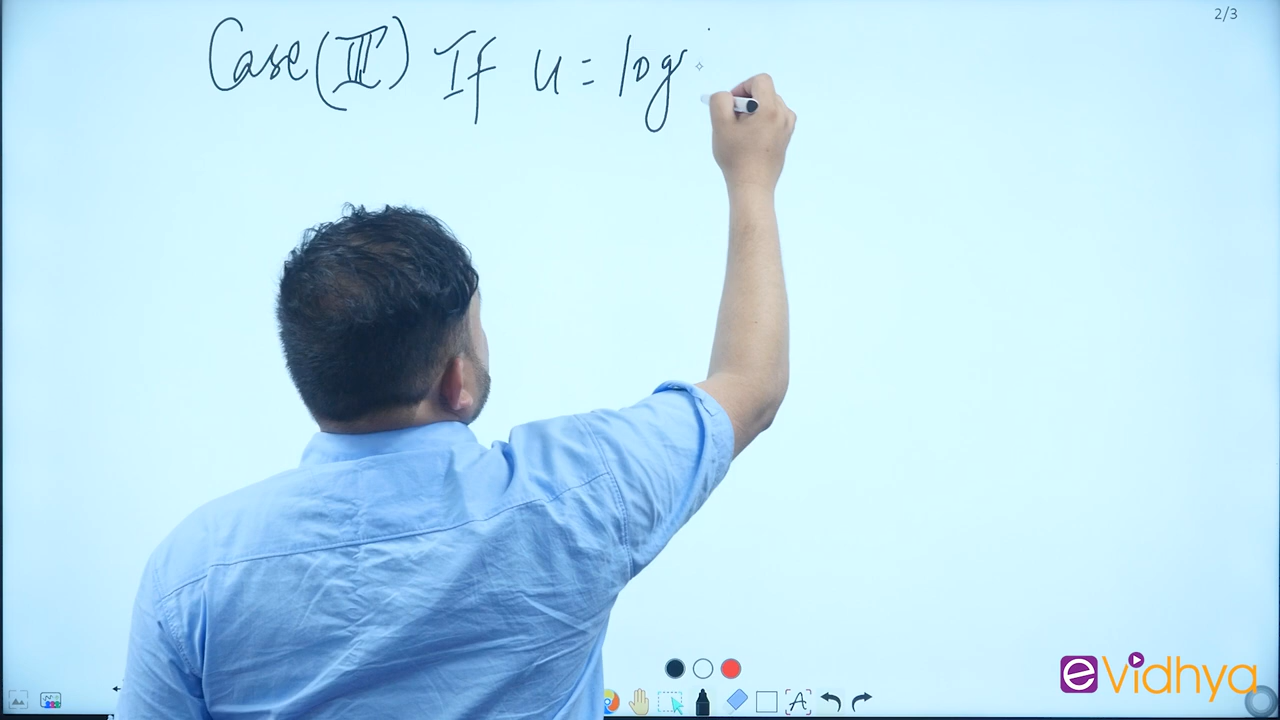 2/3
Case (III) If u = log
eVidhya